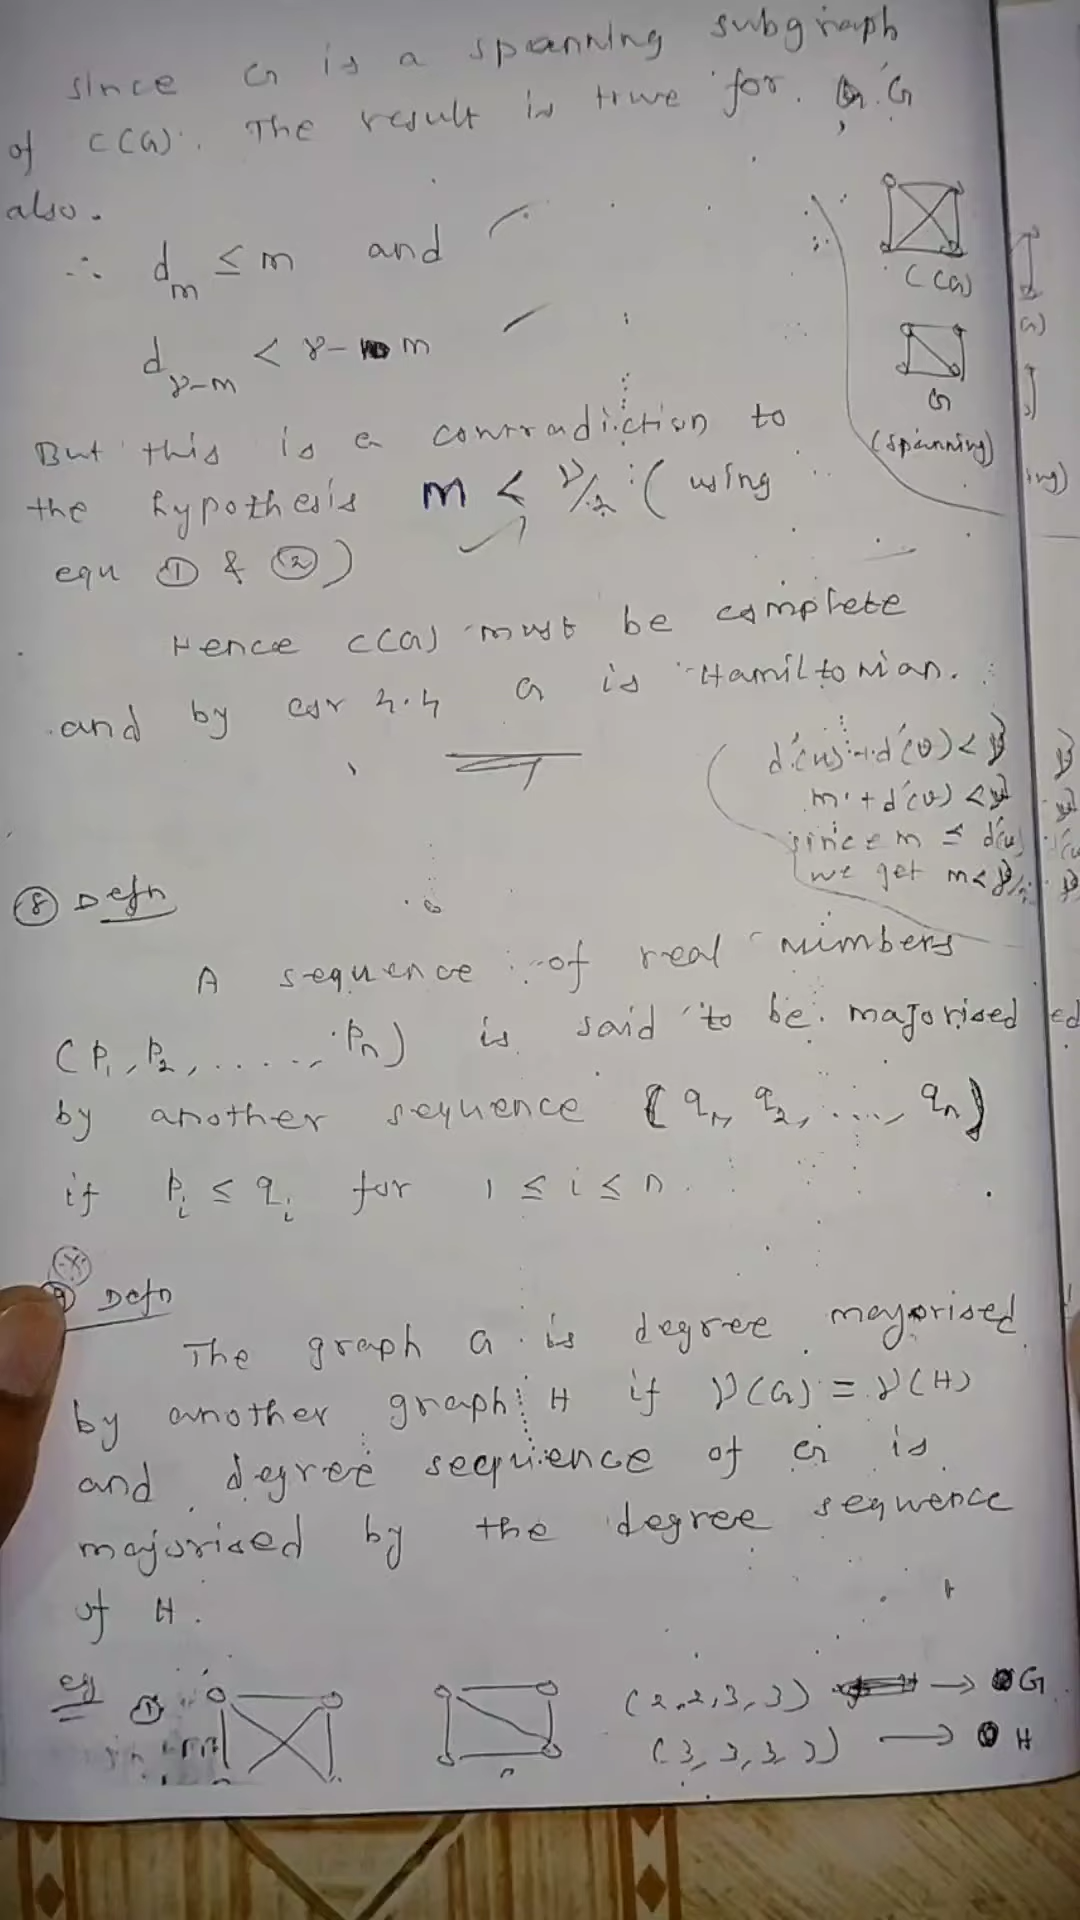 since G is a spanning subgraph
of C(G). The result is true for G
also.
∴ d_m ≤ m and
d_ν-m < ν-m
But this is a contradiction to
the hypothesis m < ν/2 (using
equ ① & ②)
Hence C(G) must be complete
and by cor 4.4 G is Hamiltonian.
C(G)
G
(spanning)
d'(u)+d'(v) < ν
m + d'(v) < ν
since m ≤ d'(u)
we get m < ν/2
⑧ Defn
A sequence of real numbers
(P₁, P₂, ....., Pn) is said to be majorised
by another sequence (q₁, q₂, ...., qn)
if Pi ≤ qi for 1 ≤ i ≤ n.
⑨ Defn
The graph G is degree majorised
by another graph H if ν(G) = ν(H)
and degree sequence of G is
majorised by the degree sequence
of H.
eg ① (2,2,3,3) → G
(3,3,3,3) → H